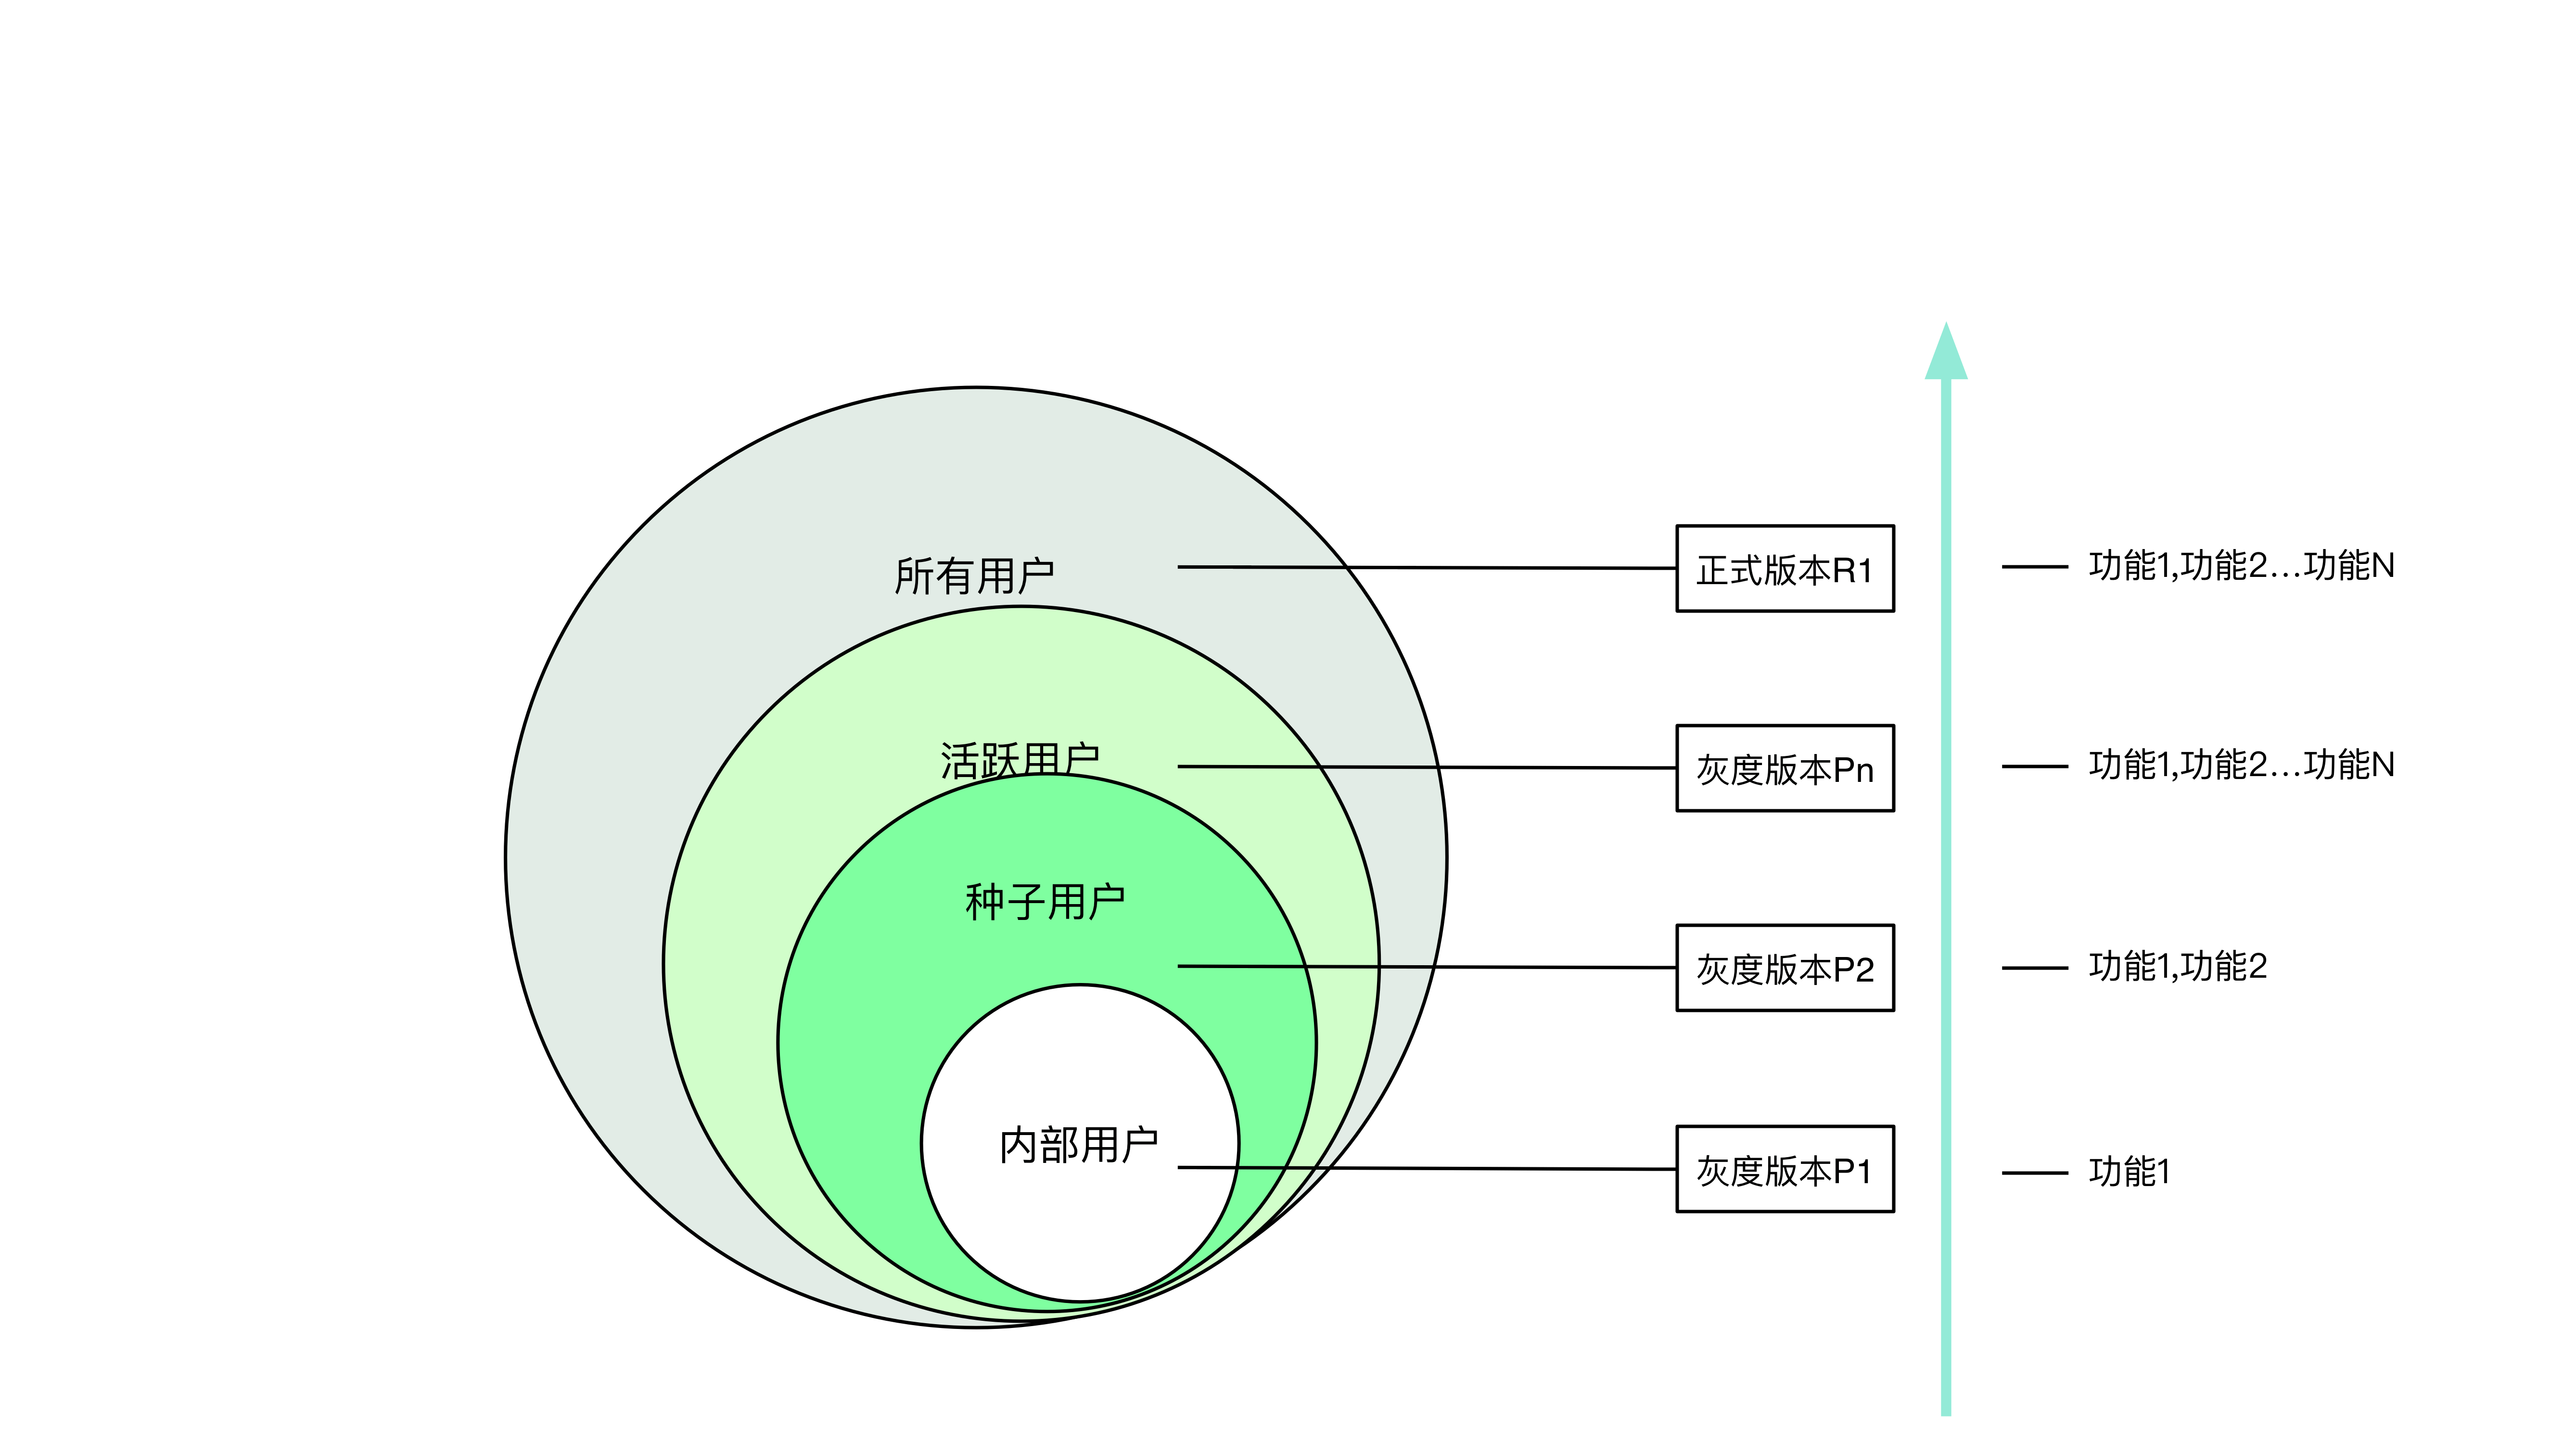 所有用户
正式版本R1
功能1,功能2...功能N
活跃用户
灰度版本Pn
功能1,功能2...功能N
种子用户
灰度版本P2
功能1,功能2
内部用户
灰度版本P1
功能1